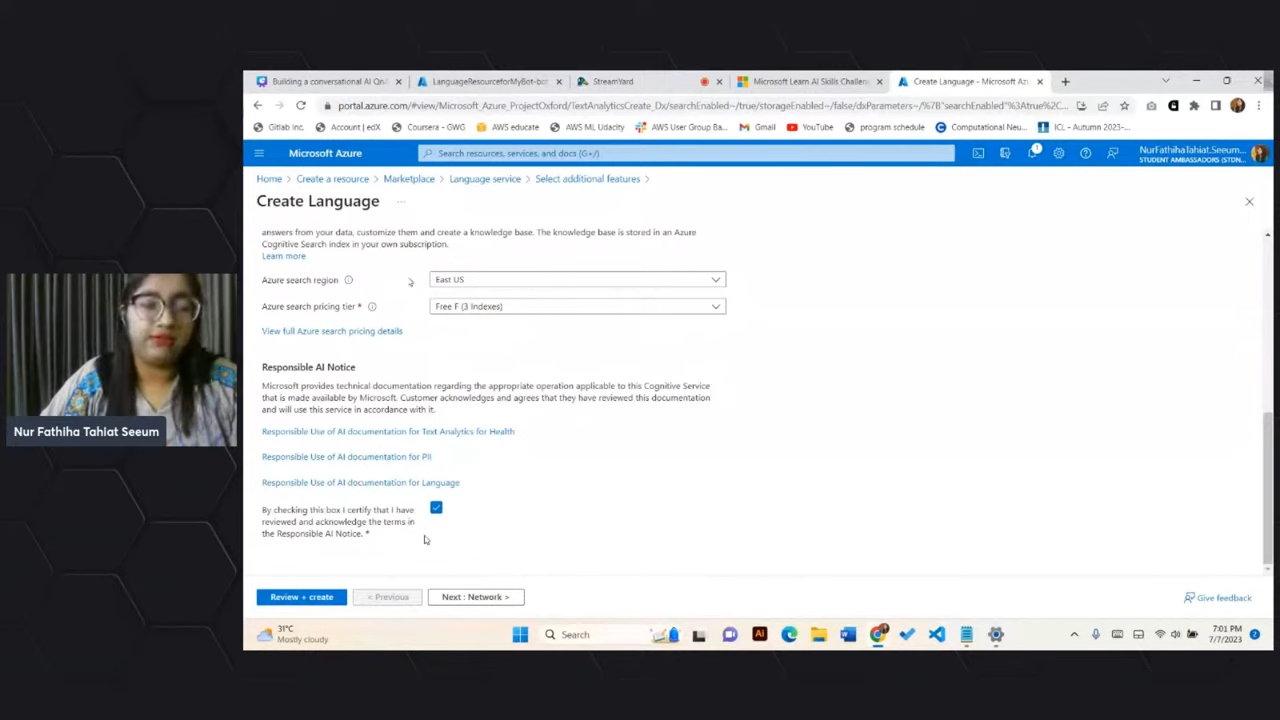 Building a conversational AI Qn
LanguageResourceforMyBot-bot
StreamYard
Microsoft Learn AI Skills Challen
Create Language - Microsoft Az
portal.azure.com/#view/Microsoft_Azure_ProjectOxford/TextAnalyticsCreate_Dx/searchEnabled~/true/storageEnabled~/false/dxParameters~/%7B"searchEnabled"%3Atrue%2C...
Gitlab inc.
Account | edX
Coursera - GWG
AWS educate
AWS ML Udacity
AWS User Group Ba...
Gmail
YouTube
program schedule
Computational Neu...
ICL - Autumn 2023-...
Microsoft Azure
Search resources, services, and docs (G+/)
1
NurFathihaTahiat.Seeum...
STUDENT AMBASSADORS (STDN...
Home > Create a resource > Marketplace > Language service > Select additional features >
Create Language ...
answers from your data, customize them and create a knowledge base. The knowledge base is stored in an Azure
Cognitive Search index in your own subscription.
Learn more
Azure search region
East US
Azure search pricing tier *
Free F (3 Indexes)
View full Azure search pricing details
Responsible AI Notice
Microsoft provides technical documentation regarding the appropriate operation applicable to this Cognitive Service
that is made available by Microsoft. Customer acknowledges and agrees that they have reviewed this documentation
and will use this service in accordance with it.
Responsible Use of AI documentation for Text Analytics for Health
Responsible Use of AI documentation for PII
Responsible Use of AI documentation for Language
By checking this box I certify that I have
reviewed and acknowledge the terms in
the Responsible AI Notice. *
Review + create
< Previous
Next : Network >
Give feedback
Nur Fathiha Tahiat Seeum
31°C
Mostly cloudy
Search
7:01 PM
7/7/2023
2